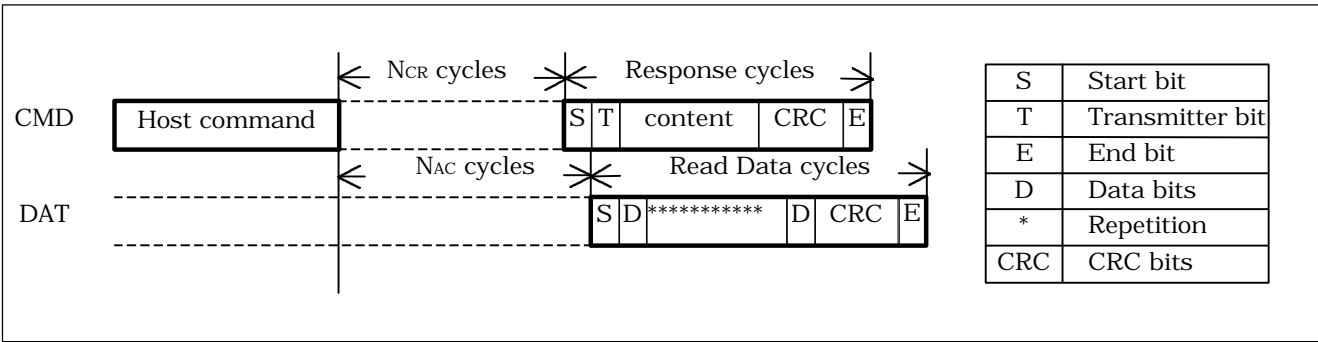 NCR cycles Response cycles
CMD Host command S T content CRC E
NAC cycles Read Data cycles
DAT S D *********** D CRC E
S Start bit
T Transmitter bit
E End bit
D Data bits
* Repetition
CRC CRC bits